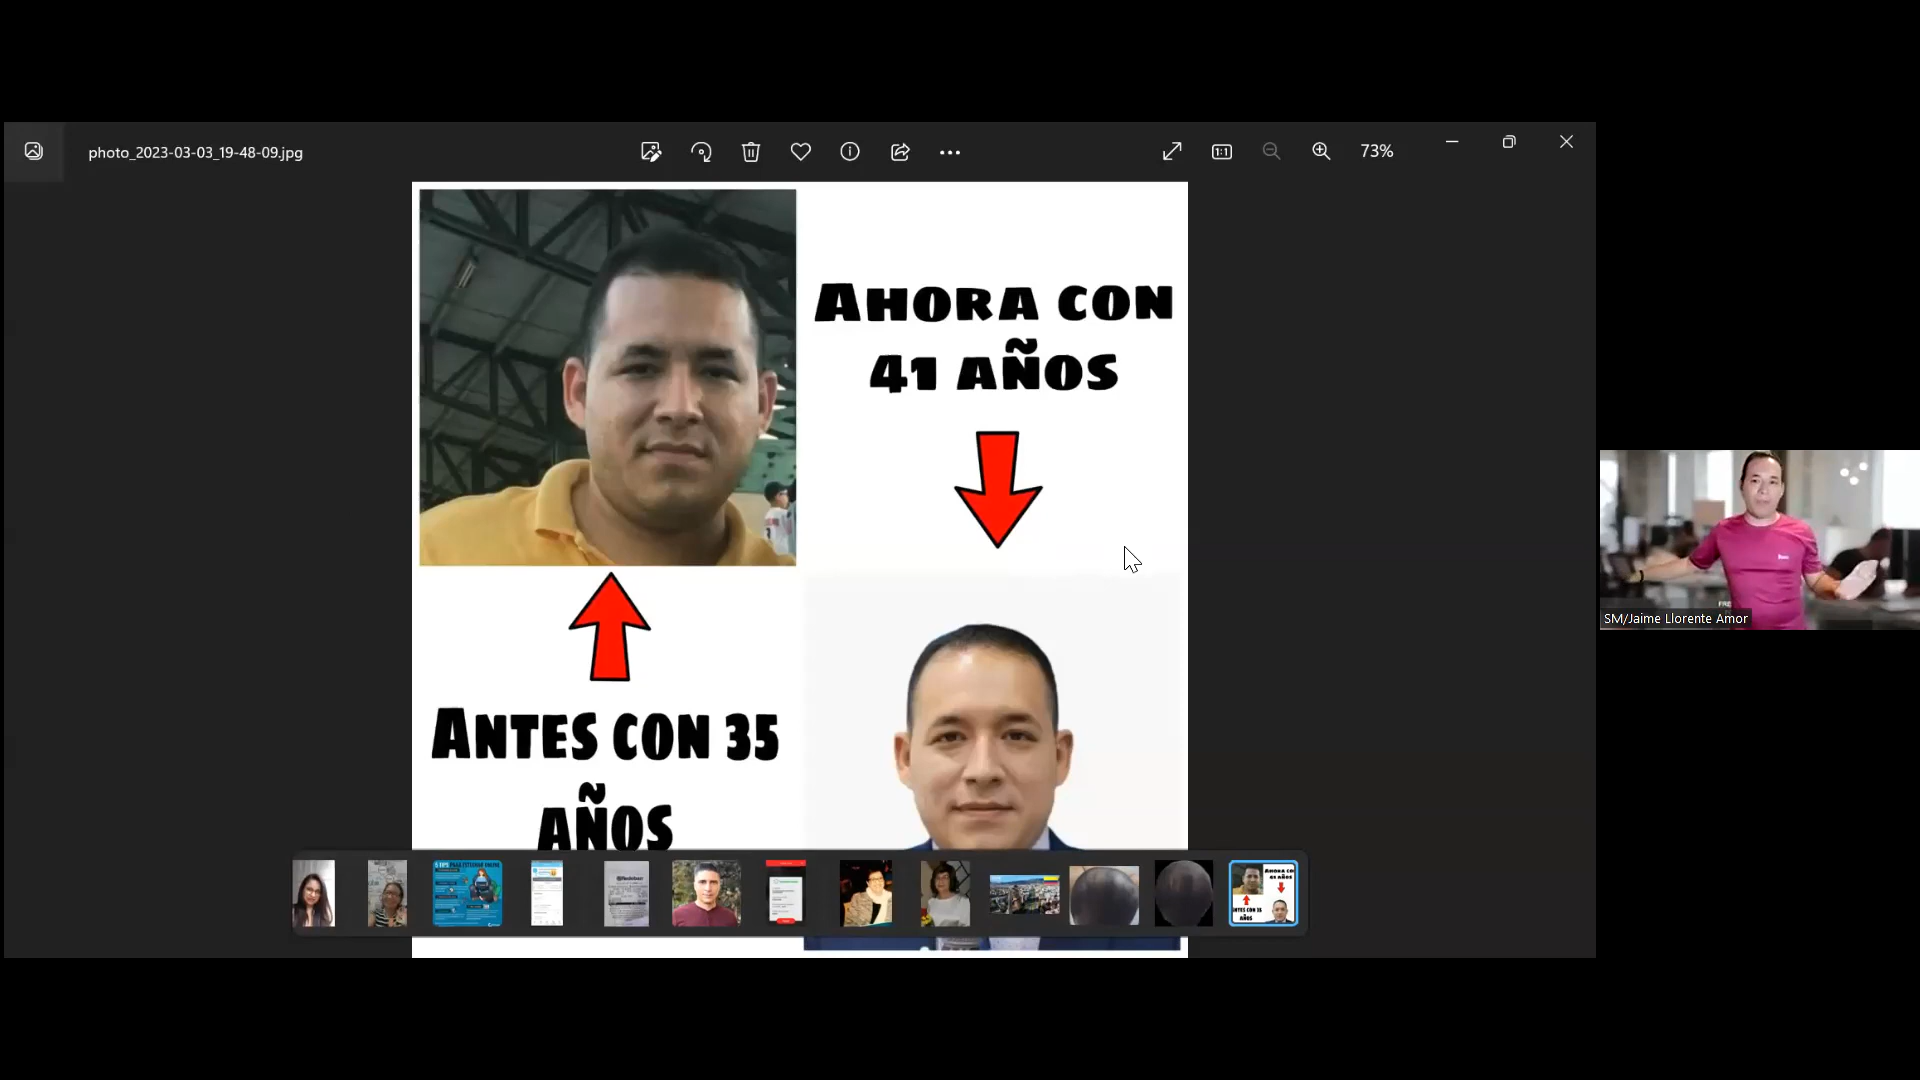 photo_2023-03-03_19-48-09.jpg
73%
AHORA CON
41 AÑOS
ANTES CON 35
AÑOS
SM/Jaime Llorente Amor